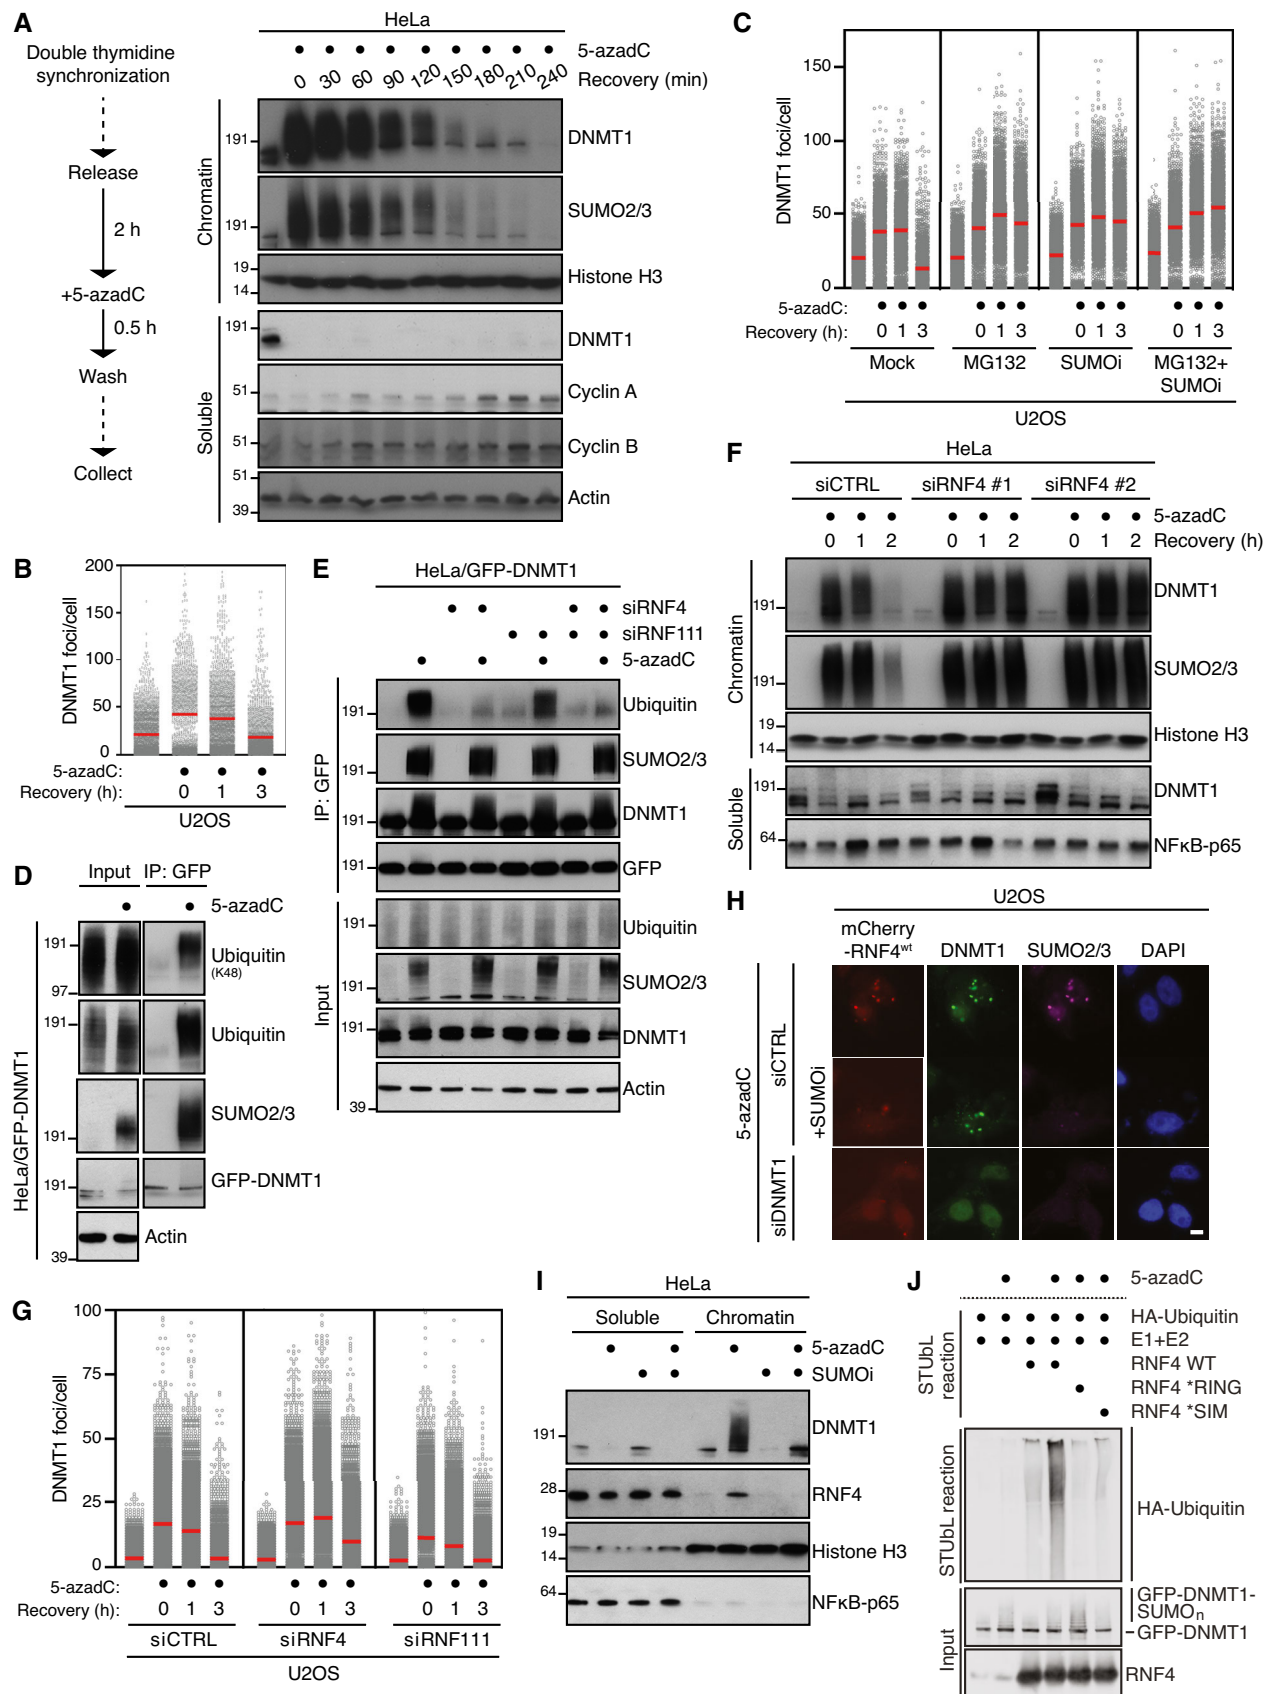 A
HeLa
Double thymidine
synchronization
Release
2 h
+5-azadC
0.5 h
Wash
Collect
5-azadC
0 30 60 90 120 150 180 210 240 Recovery (min)
Chromatin
191
DNMT1
191
SUMO2/3
19
14
Histone H3
Soluble
191
DNMT1
51
Cyclin A
51
Cyclin B
51
39
Actin
B
DNMT1 foci/cell
200
150
100
50
0
5-azadC:
Recovery (h): 0 1 3
U2OS
C
DNMT1 foci/cell
150
100
50
0
5-azadC:
Recovery (h): 0 1 3 0 1 3 0 1 3 0 1 3
Mock MG132 SUMOi MG132+
SUMOi
U2OS
D
Input IP: GFP
5-azadC
HeLa/GFP-DNMT1
191
97
Ubiquitin
(K48)
191
Ubiquitin
191
SUMO2/3
191
GFP-DNMT1
39
Actin
E
HeLa/GFP-DNMT1
siRNF4
siRNF111
5-azadC
IP: GFP
191
Ubiquitin
191
SUMO2/3
191
DNMT1
191
GFP
Input
191
Ubiquitin
191
SUMO2/3
191
DNMT1
39
Actin
F
HeLa
siCTRL siRNF4 #1 siRNF4 #2
5-azadC
0 1 2 0 1 2 0 1 2 Recovery (h)
Chromatin
191
DNMT1
191
SUMO2/3
19
14
Histone H3
Soluble
191
DNMT1
64
NFκB-p65
G
DNMT1 foci/cell
100
75
50
25
0
5-azadC:
Recovery (h): 0 1 3 0 1 3 0 1 3
siCTRL siRNF4 siRNF111
U2OS
H
U2OS
mCherry
-RNF4wt DNMT1 SUMO2/3 DAPI
5-azadC
siCTRL
+SUMOi
siDNMT1
I
HeLa
Soluble Chromatin
5-azadC
SUMOi
191
DNMT1
28
RNF4
19
14
Histone H3
64
NFκB-p65
J
5-azadC
STUbL
reaction
HA-Ubiquitin
E1+E2
RNF4 WT
RNF4 *RING
RNF4 *SIM
STUbL reaction
HA-Ubiquitin
Input
GFP-DNMT1-
SUMOn
GFP-DNMT1
RNF4